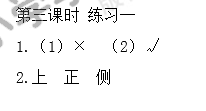 第三课时 练习一
1.（1）× （2）√
2.上 正 侧